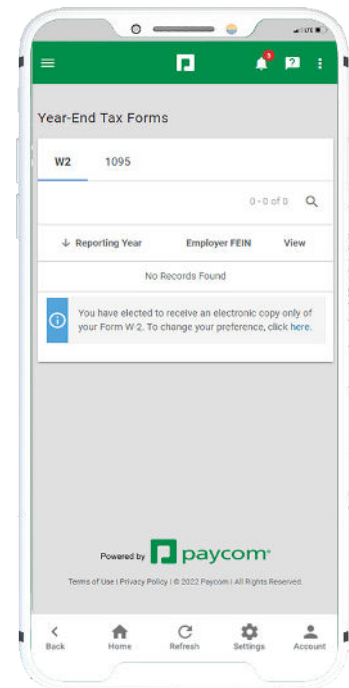 LTE
3
?
Year-End Tax Forms
W2 1095
0 - 0 of 0
↓ Reporting Year Employer FEIN View
No Records Found
You have elected to receive an electronic copy only of
your Form W-2. To change your preference, click here.
Powered by paycom
Terms of Use | Privacy Policy | © 2022 Paycom | All Rights Reserved.
Back Home Refresh Settings Account